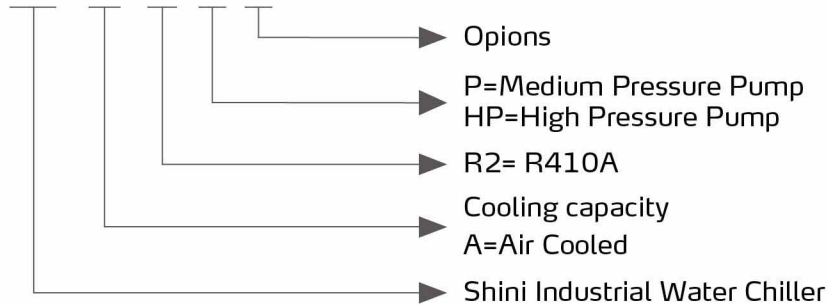 Opions
P=Medium Pressure Pump
HP=High Pressure Pump
R2= R410A
Cooling capacity
A=Air Cooled
Shini Industrial Water Chiller